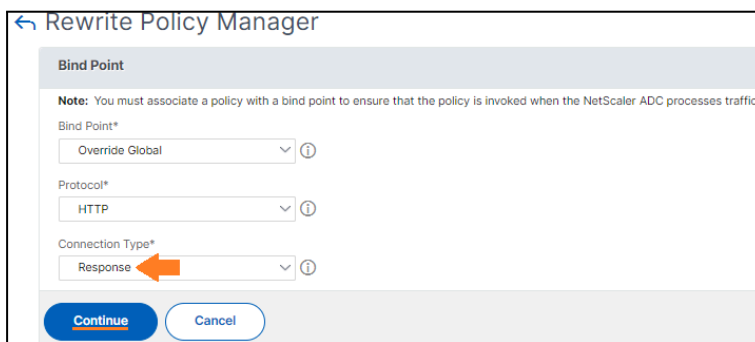 Rewrite Policy Manager
Bind Point
Note: You must associate a policy with a bind point to ensure that the policy is invoked when the NetScaler ADC processes traffic
Bind Point*
Override Global
Protocol*
HTTP
Connection Type*
Response
Continue Cancel